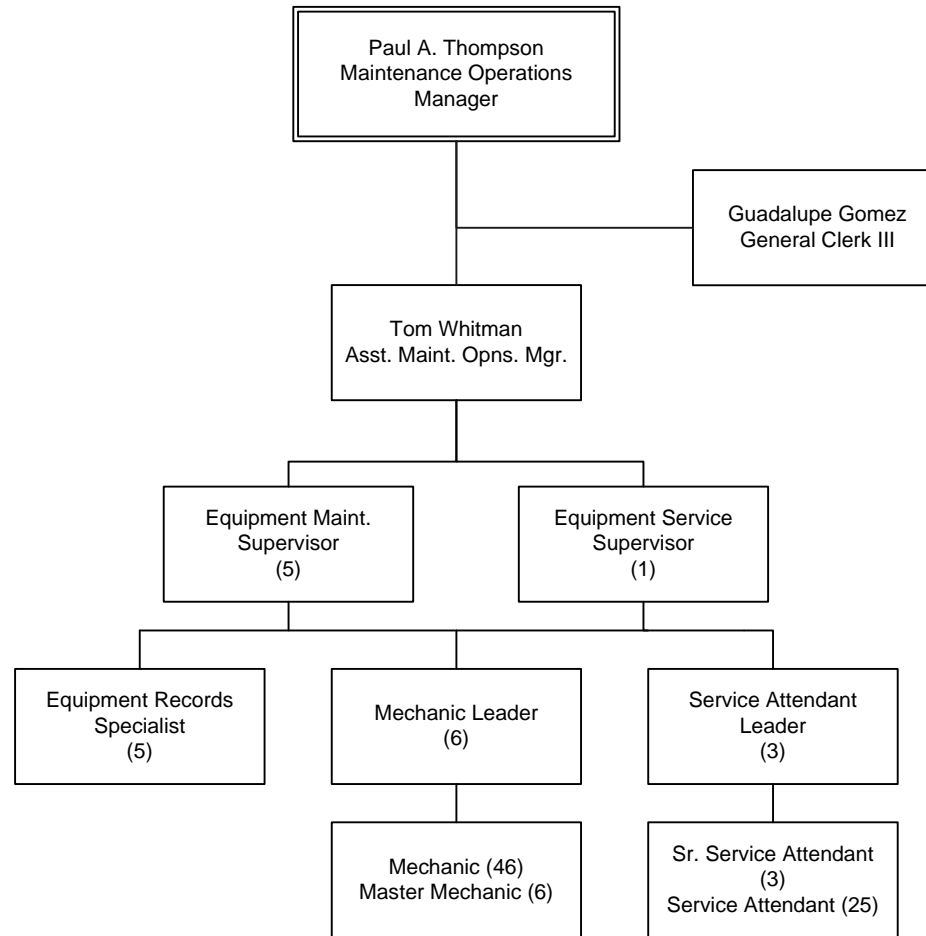 Paul A. Thompson
Maintenance Operations
Manager
Guadalupe Gomez
General Clerk III
Tom Whitman
Asst. Maint. Opns. Mgr.
Equipment Maint.
Supervisor
(5)
Equipment Service
Supervisor
(1)
Equipment Records
Specialist
(5)
Mechanic Leader
(6)
Service Attendant
Leader
(3)
Mechanic (46)
Master Mechanic (6)
Sr. Service Attendant
(3)
Service Attendant (25)